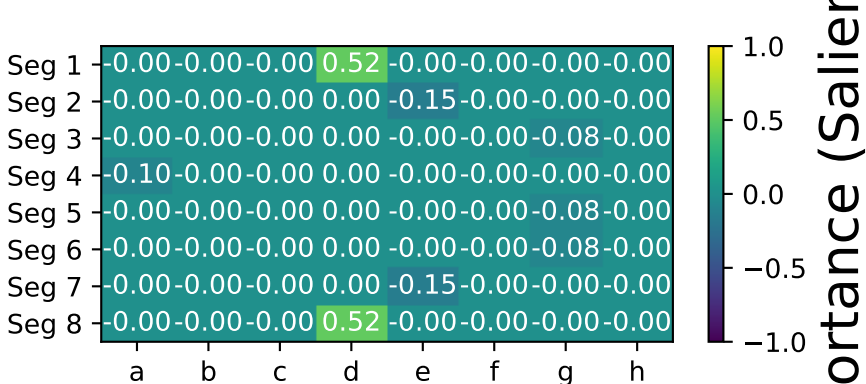 Seg 1 -0.00 -0.00 -0.00 0.52 -0.00 -0.00 -0.00 -0.00
Seg 2 -0.00 -0.00 -0.00 0.00 -0.15 -0.00 -0.00 -0.00
Seg 3 -0.00 -0.00 -0.00 0.00 -0.00 -0.00 -0.08 -0.00
Seg 4 -0.10 -0.00 -0.00 0.00 -0.00 -0.00 -0.00 -0.00
Seg 5 -0.00 -0.00 -0.00 0.00 -0.00 -0.00 -0.08 -0.00
Seg 6 -0.00 -0.00 -0.00 0.00 -0.00 -0.00 -0.08 -0.00
Seg 7 -0.00 -0.00 -0.00 0.00 -0.15 -0.00 -0.00 -0.00
Seg 8 -0.00 -0.00 -0.00 0.52 -0.00 -0.00 -0.00 -0.00
a b c d e f g h
1.0
0.5
0.0
−0.5
−1.0
ortance (Salien